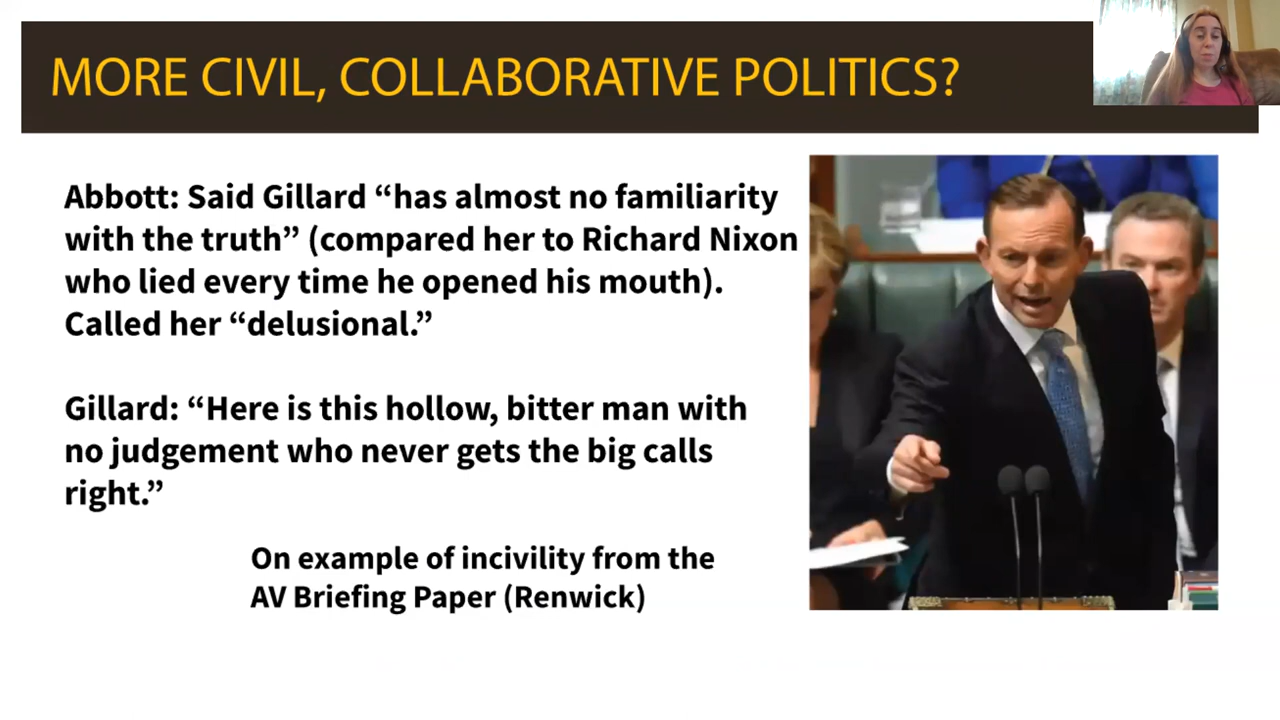 MORE CIVIL, COLLABORATIVE POLITICS?
Abbott: Said Gillard “has almost no familiarity
with the truth” (compared her to Richard Nixon
who lied every time he opened his mouth).
Called her “delusional.”
Gillard: “Here is this hollow, bitter man with
no judgement who never gets the big calls
right.”
On example of incivility from the
AV Briefing Paper (Renwick)